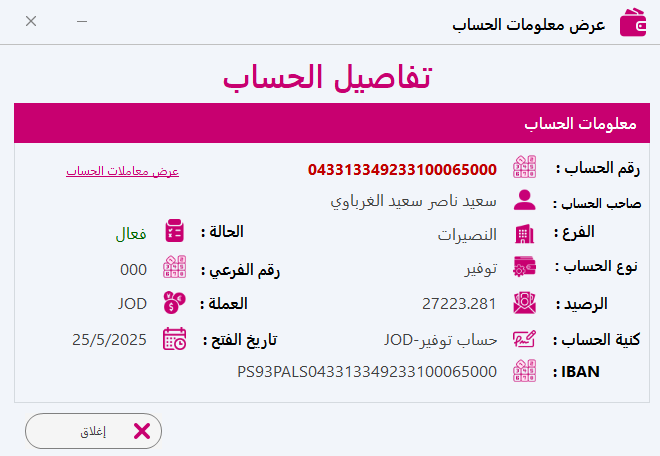 عرض معلومات الحساب
تفاصيل الحساب
معلومات الحساب
رقم الحساب : 043313349233100065000 عرض معاملات الحساب
صاحب الحساب : سعيد ناصر سعيد الغرباوي
الفرع : النصيرات الحالة : فعال
نوع الحساب : توفير رقم الفرعي : 000
الرصيد : 27223.281 العملة : JOD
كنية الحساب : حساب توفير-JOD تاريخ الفتح : 25/5/2025
IBAN : PS93PALS043313349233100065000
إغلاق